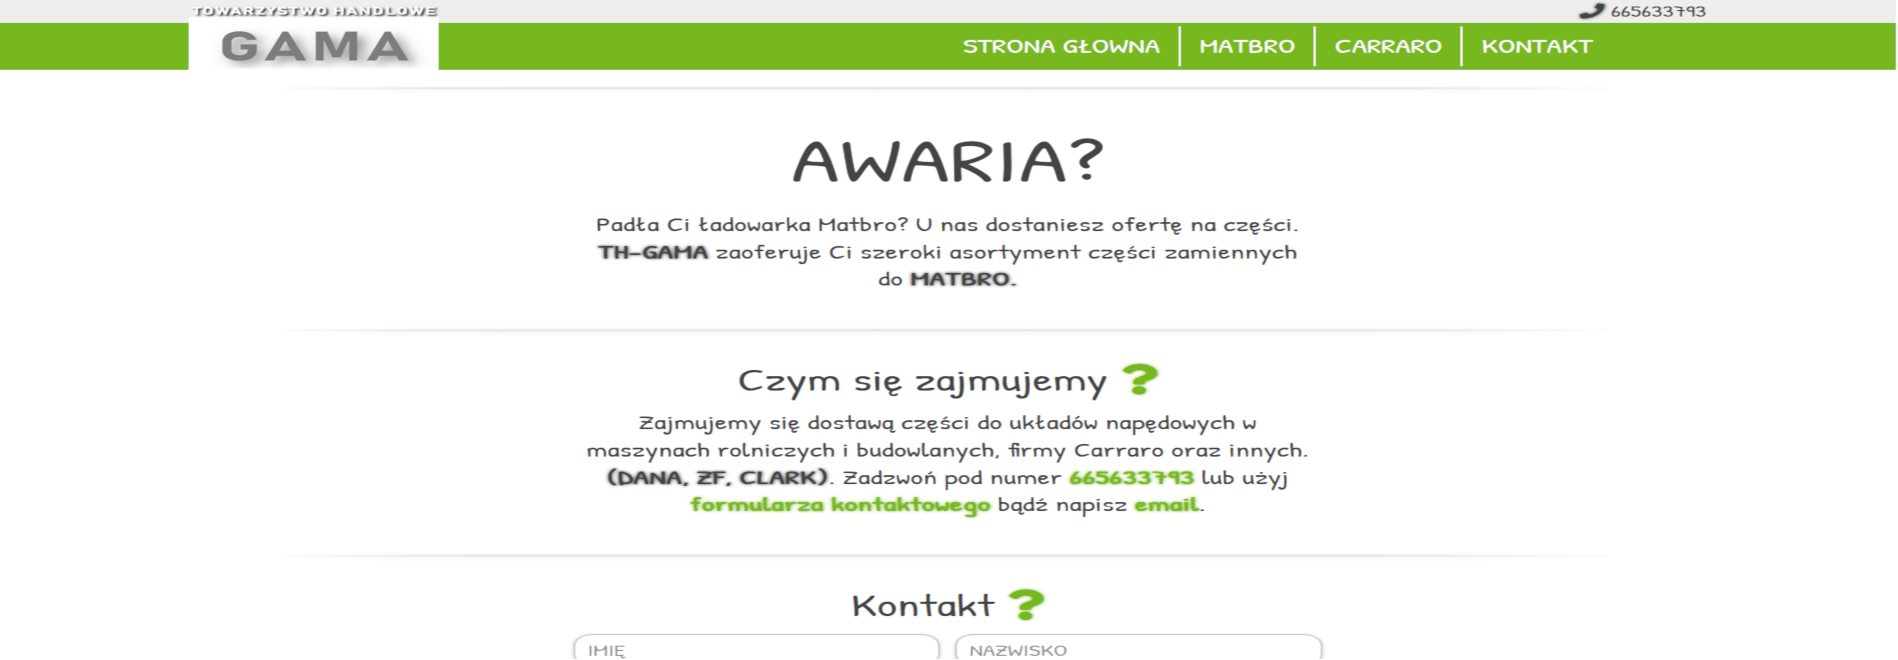 TOWARZYSTWO HANDLOWE
665633793
GAMA
STRONA GŁOWNA
MATBRO
CARRARO
KONTAKT
AWARIA?
Padła Ci ładowarka Matbro? U nas dostaniesz ofertę na części.
TH-GAMA zaoferuje Ci szeroki asortyment części zamiennych
do MATBRO.
Czym się zajmujemy ?
Zajmujemy się dostawą części do układów napędowych w
maszynach rolniczych i budowlanych, firmy Carraro oraz innych.
(DANA, ZF, CLARK). Zadzwoń pod numer 665633793 lub użyj
formularza kontaktowego bądź napisz email.
Kontakt ?
IMIĘ
NAZWISKO